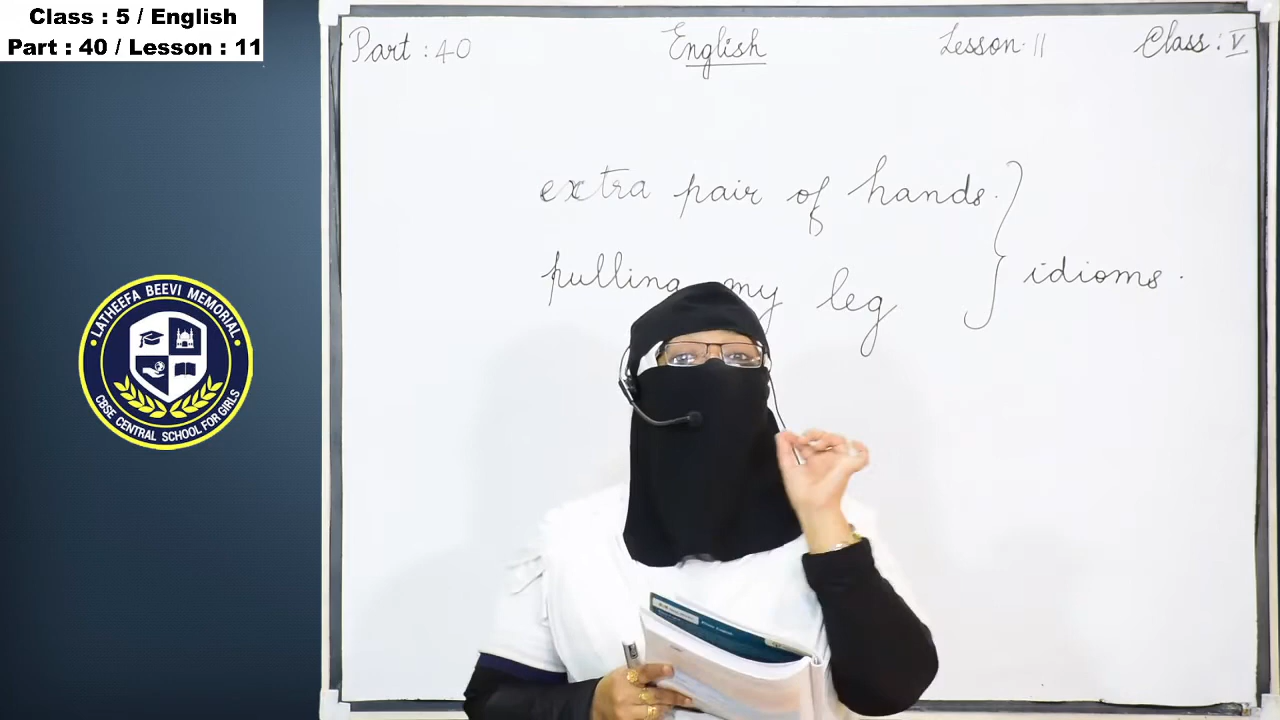 Class : 5 / English
Part : 40 / Lesson : 11
Part : 40 English Lesson 11 Class : V
extra pair of hands.
pulling my leg
} idioms.
LATHEEFA BEEVI MEMORIAL
CBSE CENTRAL SCHOOL FOR GIRLS